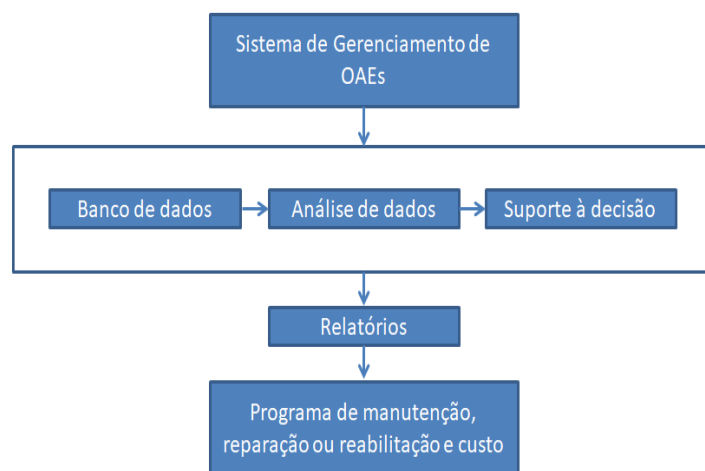 Sistema de Gerenciamento de
OAEs
Banco de dados
Análise de dados
Suporte à decisão
Relatórios
Programa de manutenção,
reparação ou reabilitação e custo